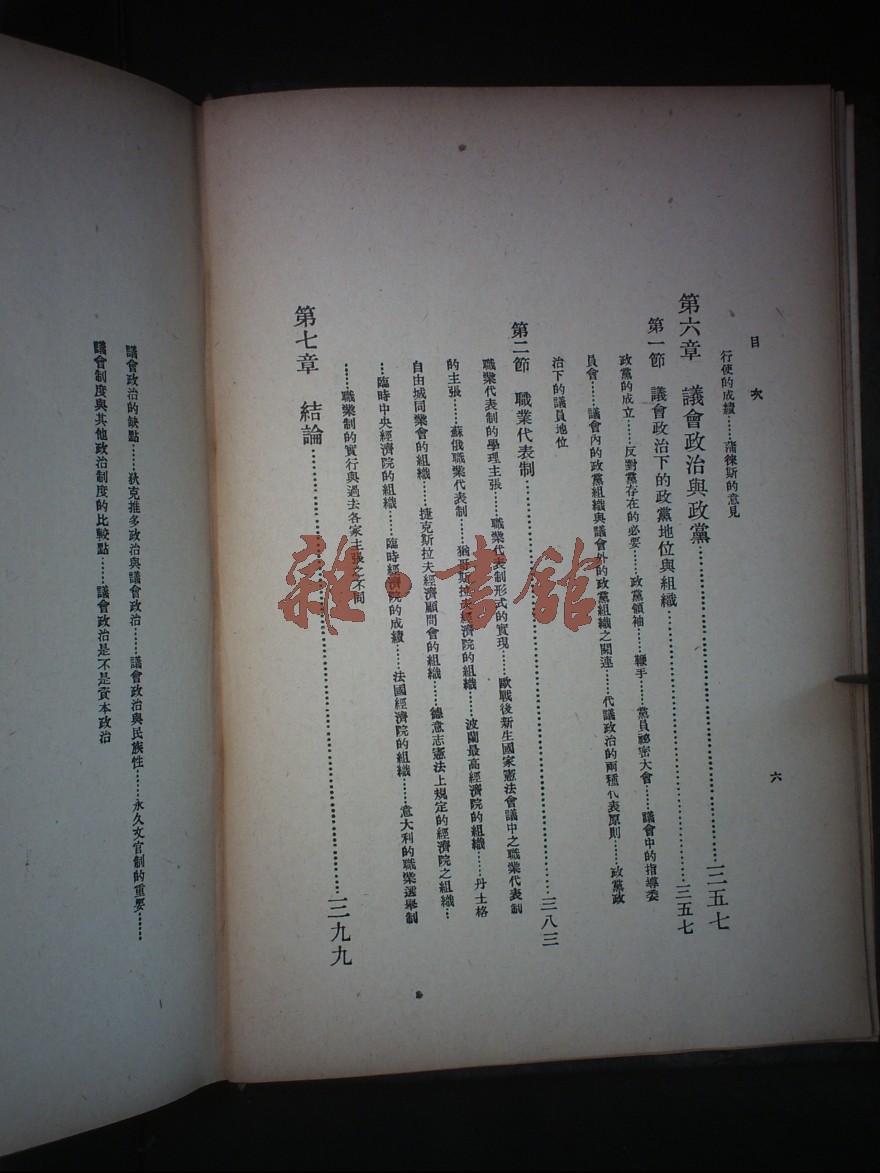 目次
六
行使的成績……蒲徠斯的意見
第六章　議會政治與政黨……三五七
第一節　議會政治下的政黨地位與組織……三五七
政黨的成立……反對黨存在的必要……政黨領袖……鞭手……黨員祕密大會……議會中的指導委
員會……議會內的政黨組織與議會外的政黨組織之關連……代議政治的兩種代表原則……政黨政
治下的議員地位
第二節　職業代表制……三八三
職業代表制的學理主張……職業代表制形式的實現……歐戰後新生國家憲法會議中之職業代表制
的主張……蘇俄職業代表制……猶哥斯拉夫經濟院的組織……波蘭最高經濟院的組織……丹士格
自由城同業會的組織……捷克斯拉夫經濟顧問會的組織……德意志憲法上規定的經濟院之組織…
…臨時中央經濟院的組織……臨時經濟院的成績……法國經濟院的組織……意大利的職業選舉制
……職業制的實行與過去各家主張之不同
第七章　結論……三九九
議會政治的缺點……狄克推多政治與議會政治……議會政治與民族性……永久文官制的重要……
議會制度與其他政治制度的比較點……議會政治是不是資本政治
雜·書館